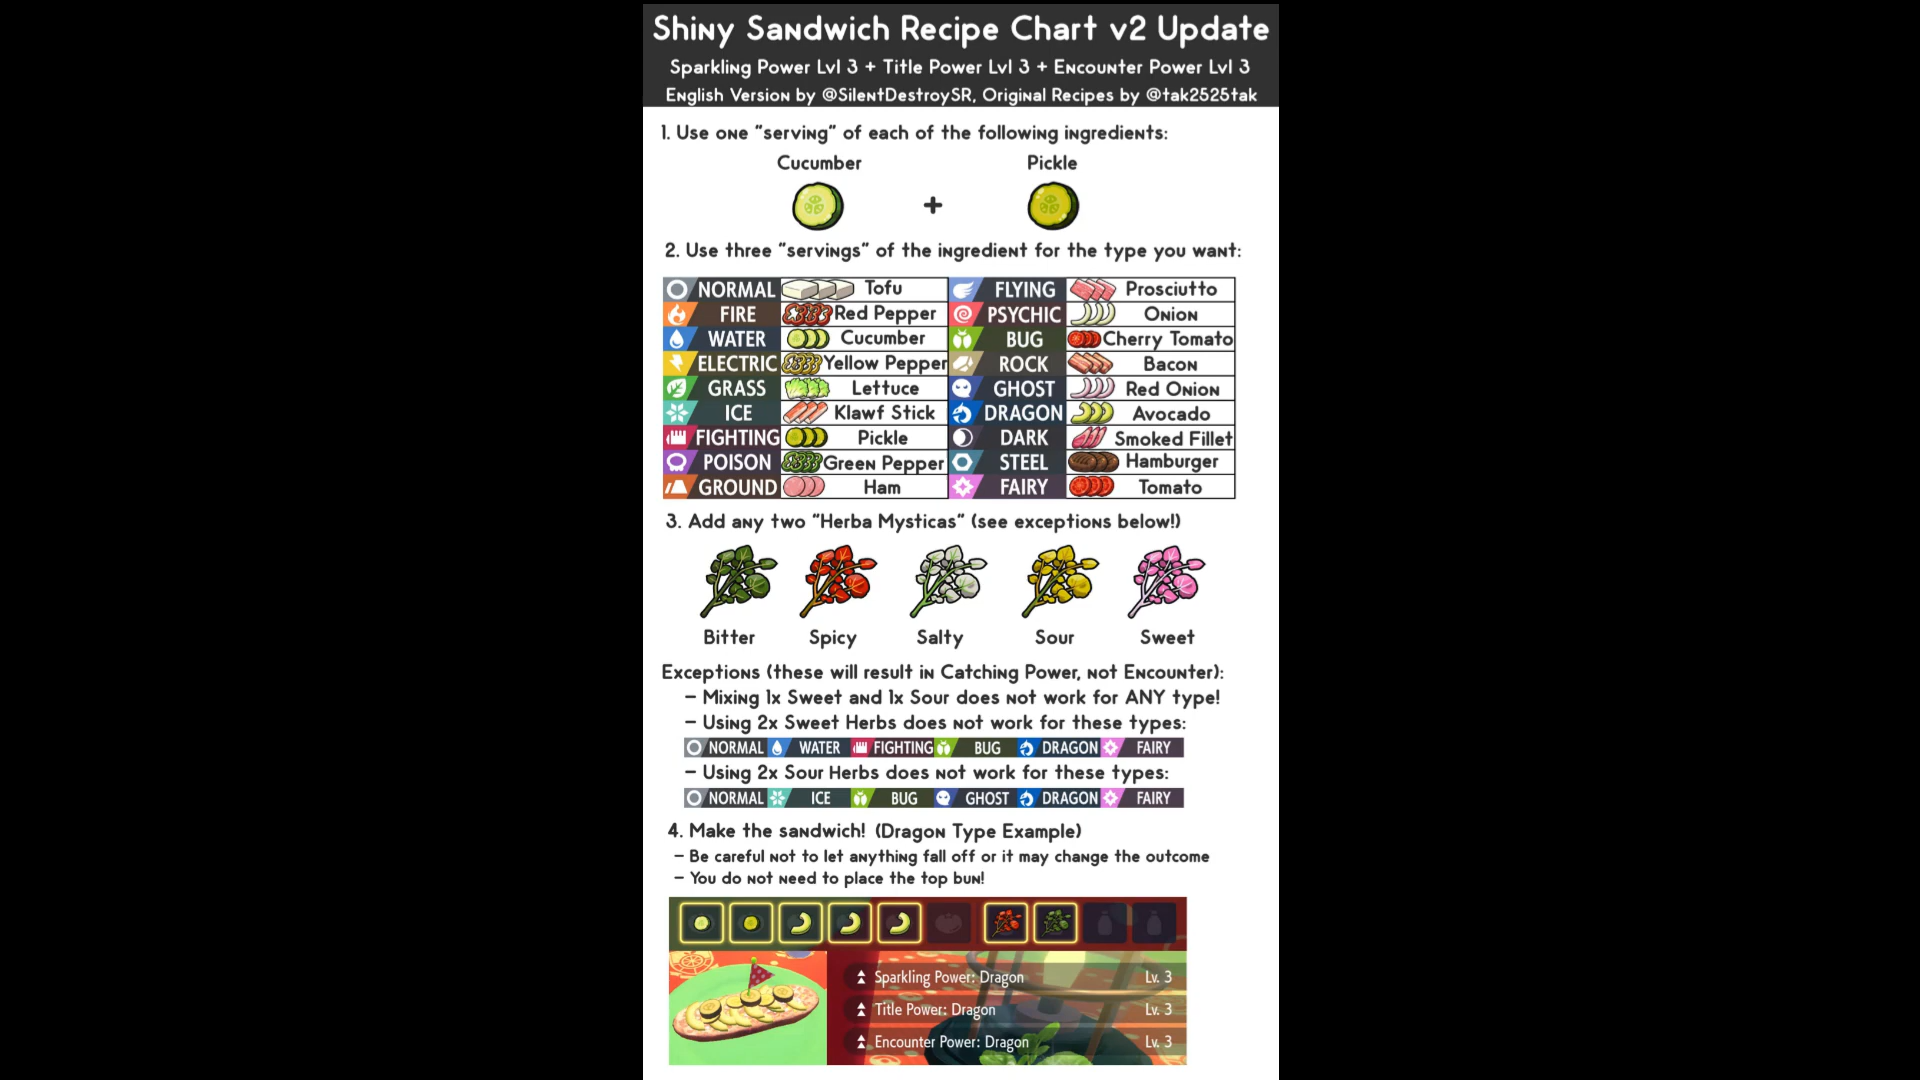 Shiny Sandwich Recipe Chart v2 Update
Sparkling Power Lvl 3 + Title Power Lvl 3 + Encounter Power Lvl 3
English Version by @SilentDestroySR, Original Recipes by @tak2525tak
1. Use one "serving" of each of the following ingredients:
Cucumber Pickle
+
2. Use three "servings" of the ingredient for the type you want:
NORMAL Tofu FLYING Prosciutto
FIRE Red Pepper PSYCHIC Onion
WATER Cucumber BUG Cherry Tomato
ELECTRIC Yellow Pepper ROCK Bacon
GRASS Lettuce GHOST Red Onion
ICE Klawf Stick DRAGON Avocado
FIGHTING Pickle DARK Smoked Fillet
POISON Green Pepper STEEL Hamburger
GROUND Ham FAIRY Tomato
3. Add any two "Herba Mysticas" (see exceptions below!)
Bitter Spicy Salty Sour Sweet
Exceptions (these will result in Catching Power, not Encounter):
- Mixing 1x Sweet and 1x Sour does not work for ANY type!
- Using 2x Sweet Herbs does not work for these types:
NORMAL WATER FIGHTING BUG DRAGON FAIRY
- Using 2x Sour Herbs does not work for these types:
NORMAL ICE BUG GHOST DRAGON FAIRY
4. Make the sandwich! (Dragon Type Example)
- Be careful not to let anything fall off or it may change the outcome
- You do not need to place the top bun!
Sparkling Power: Dragon Lv. 3
Title Power: Dragon Lv. 3
Encounter Power: Dragon Lv. 3